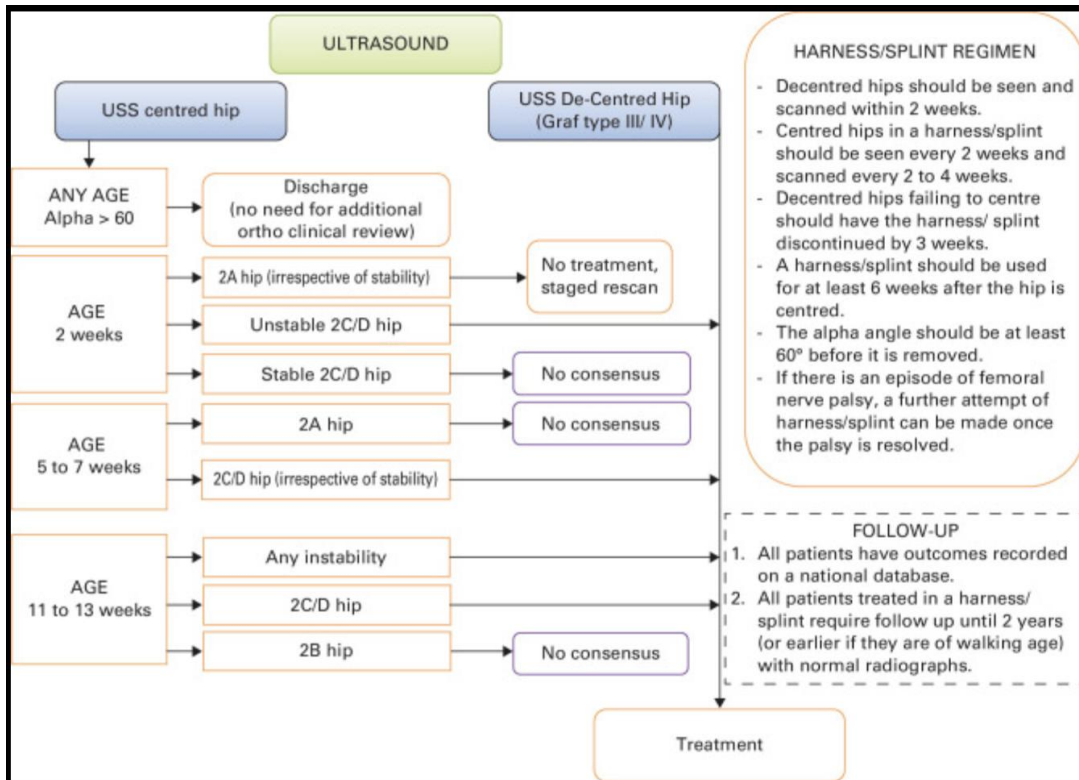 ULTRASOUND
USS centred hip
USS De-Centred Hip
(Graf type III/ IV)
ANY AGE
Alpha > 60
Discharge
(no need for additional
ortho clinical review)
AGE
2 weeks
2A hip (irrespective of stability)
No treatment,
staged rescan
Unstable 2C/D hip
Stable 2C/D hip
No consensus
AGE
5 to 7 weeks
2A hip
No consensus
2C/D hip (irrespective of stability)
AGE
11 to 13 weeks
Any instability
2C/D hip
2B hip
No consensus
Treatment
HARNESS/SPLINT REGIMEN
- Decentred hips should be seen and
scanned within 2 weeks.
- Centred hips in a harness/splint
should be seen every 2 weeks and
scanned every 2 to 4 weeks.
- Decentred hips failing to centre
should have the harness/ splint
discontinued by 3 weeks.
- A harness/splint should be used
for at least 6 weeks after the hip is
centred.
- The alpha angle should be at least
60° before it is removed.
- If there is an episode of femoral
nerve palsy, a further attempt of
harness/splint can be made once
the palsy is resolved.
FOLLOW-UP
1. All patients have outcomes recorded
on a national database.
2. All patients treated in a harness/
splint require follow up until 2 years
(or earlier if they are of walking age)
with normal radiographs.